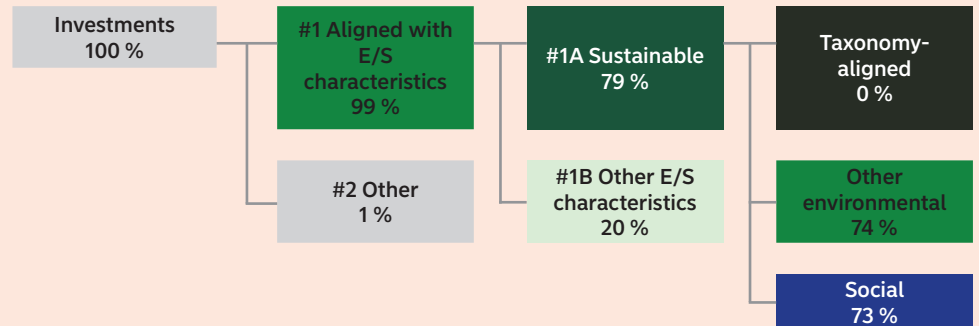 Investments
100 %
#1 Aligned with
E/S
characteristics
99 %
#1A Sustainable
79 %
Taxonomy-
aligned
0 %
#2 Other
1 %
#1B Other E/S
characteristics
20 %
Other
environmental
74 %
Social
73 %